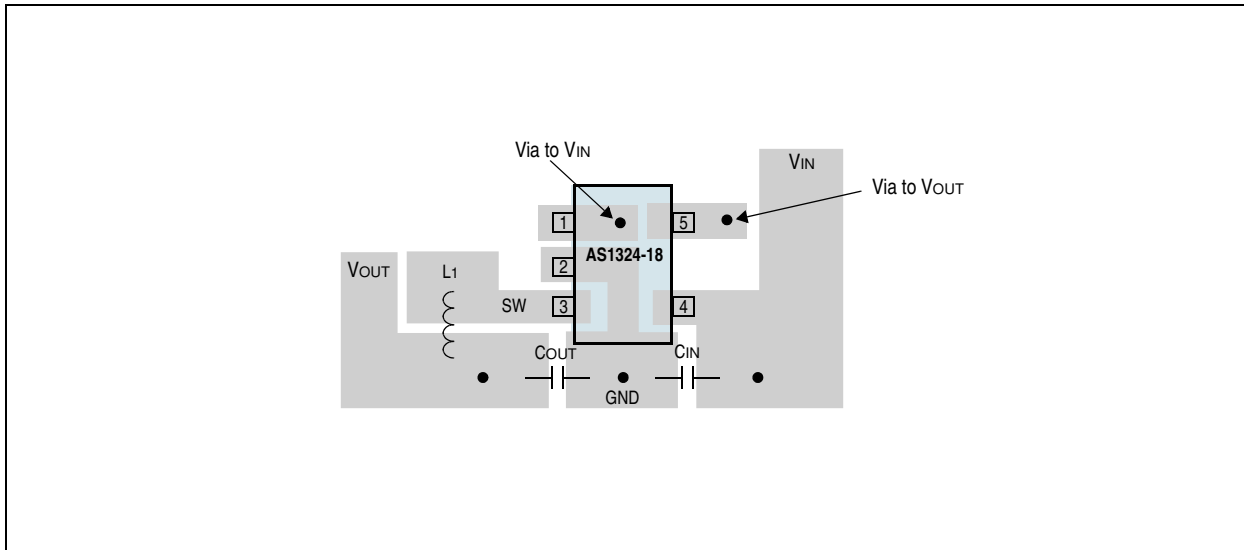 Via to VIN
VIN
Via to VOUT
1
5
AS1324-18
2
VOUT
L1
SW
3
4
COUT
CIN
GND